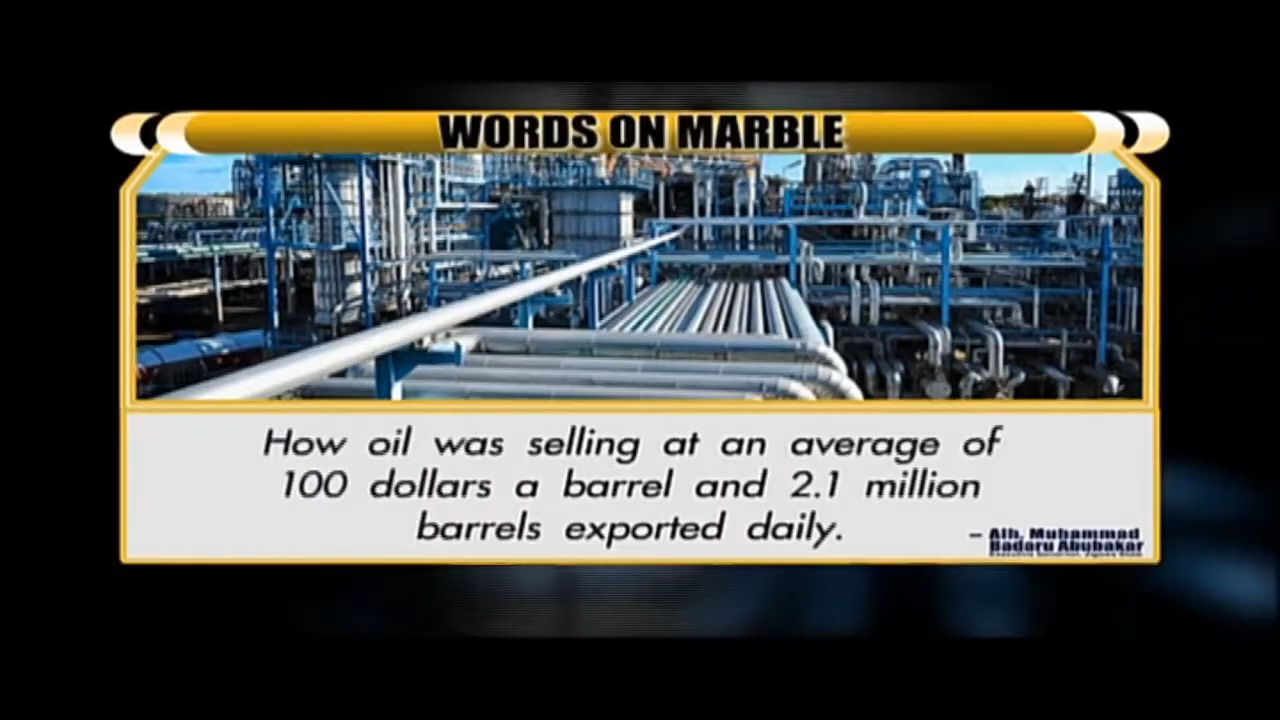 WORDS ON MARBLE
How oil was selling at an average of
100 dollars a barrel and 2.1 million
barrels exported daily.
– Alh. Muhammad
Badaru Abubakar